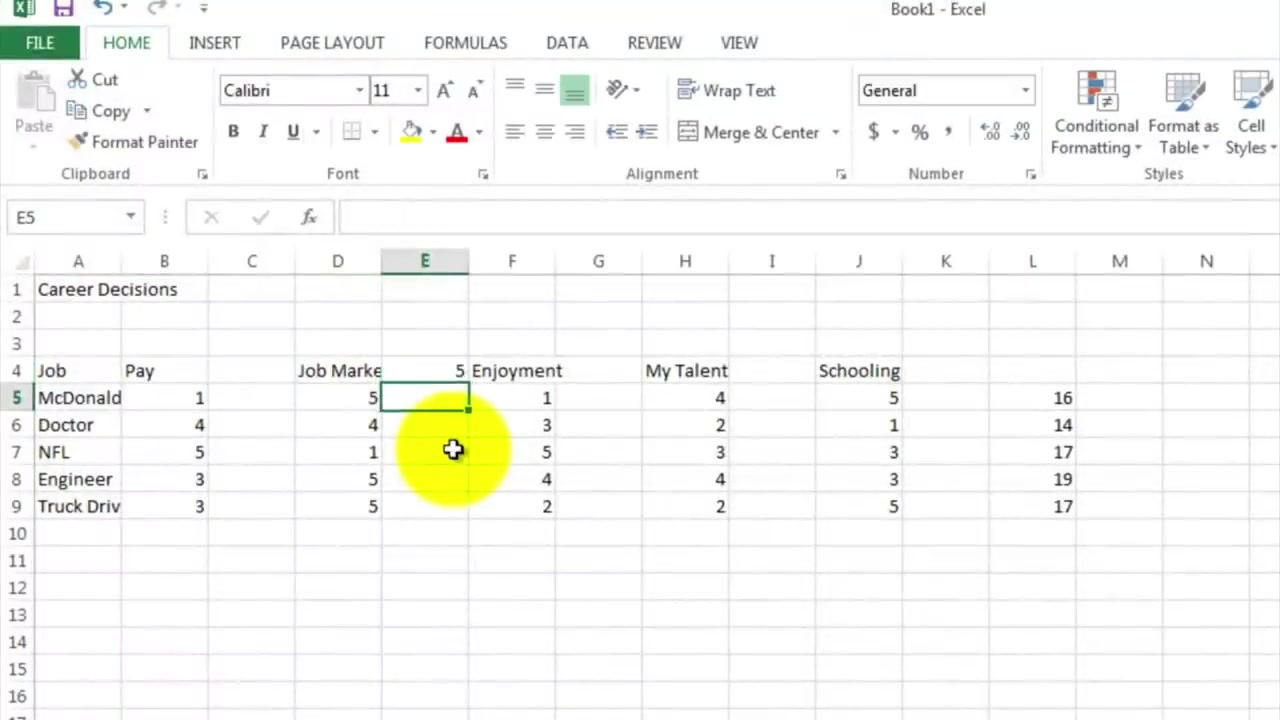 Book1 - Excel
FILE HOME INSERT PAGE LAYOUT FORMULAS DATA REVIEW VIEW
Cut
Calibri 11 Wrap Text General
Copy
Paste
Format Painter
B I U A Merge & Center $ % , Conditional Formatting Format as Table Cell Styles
Clipboard Font Alignment Number Styles
E5 fx
A B C D E F G H I J K L M N
1 Career Decisions
2
3
4 Job Pay Job Marke 5 Enjoyment My Talent Schooling
5 McDonald 1 5 1 4 5 16
6 Doctor 4 4 3 2 1 14
7 NFL 5 1 5 3 3 17
8 Engineer 3 5 4 4 3 19
9 Truck Driv 3 5 2 2 5 17
10
11
12
13
14
15
16